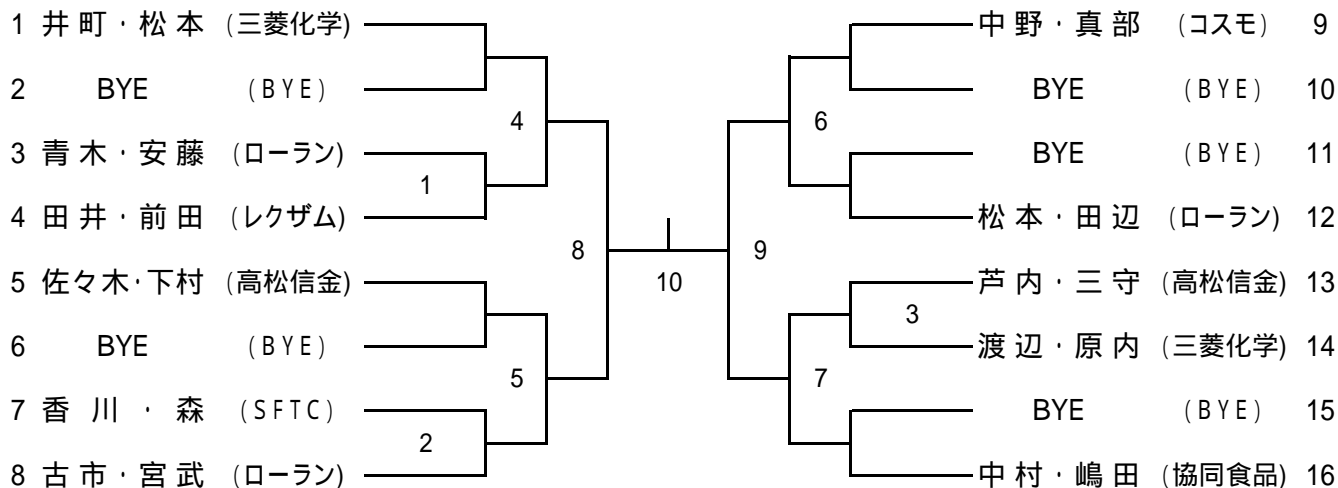 1 井町・松本 (三菱化学)
2 BYE (BYE)
3 青木・安藤 (ローラン)
4 田井・前田 (レクザム)
5 佐々木・下村 (高松信金)
6 BYE (BYE)
7 香川・森 (SFTC)
8 古市・宮武 (ローラン)
4
1
8
5
2
10
中野・真部 (コスモ) 9
BYE (BYE) 10
BYE (BYE) 11
松本・田辺 (ローラン) 12
芦内・三守 (高松信金) 13
渡辺・原内 (三菱化学) 14
BYE (BYE) 15
中村・嶋田 (協同食品) 16
6
9
3
7